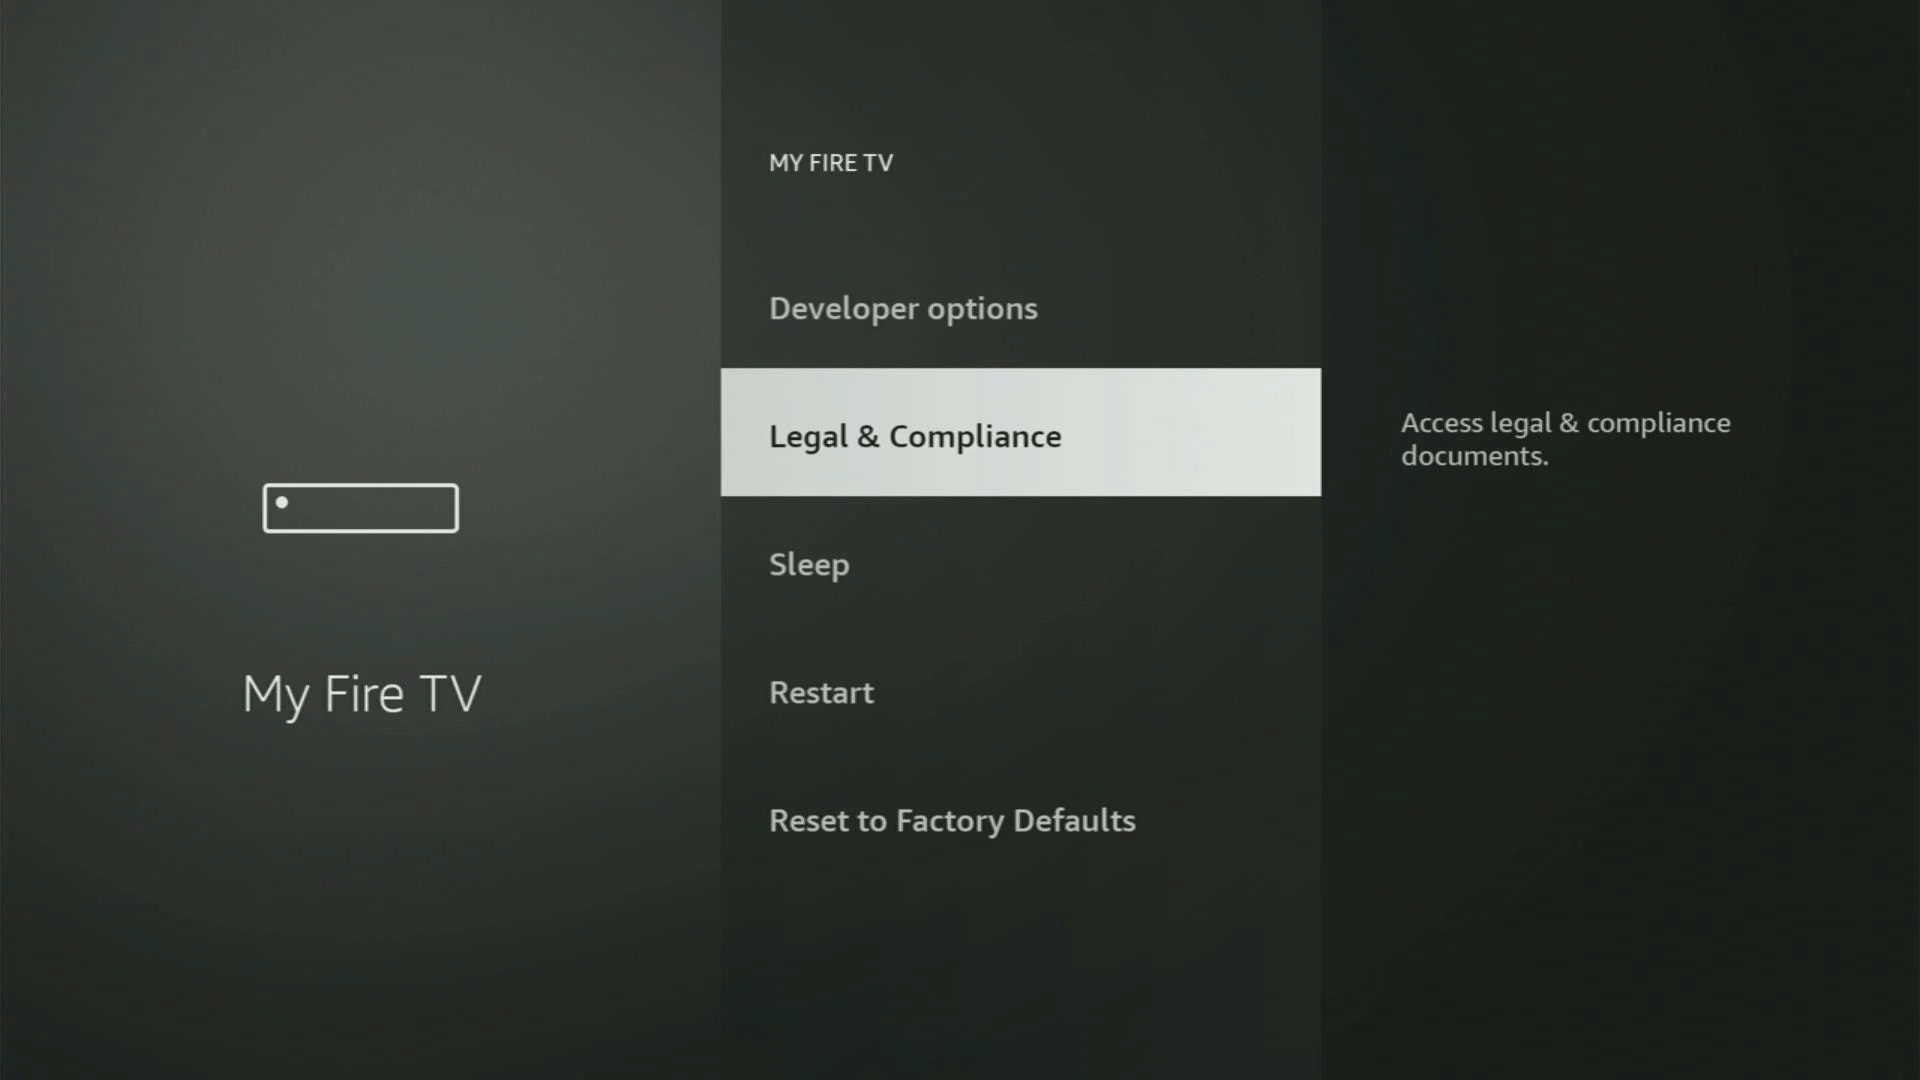 My Fire TV
MY FIRE TV
Developer options
Legal & Compliance
Sleep
Restart
Reset to Factory Defaults
Access legal & compliance
documents.